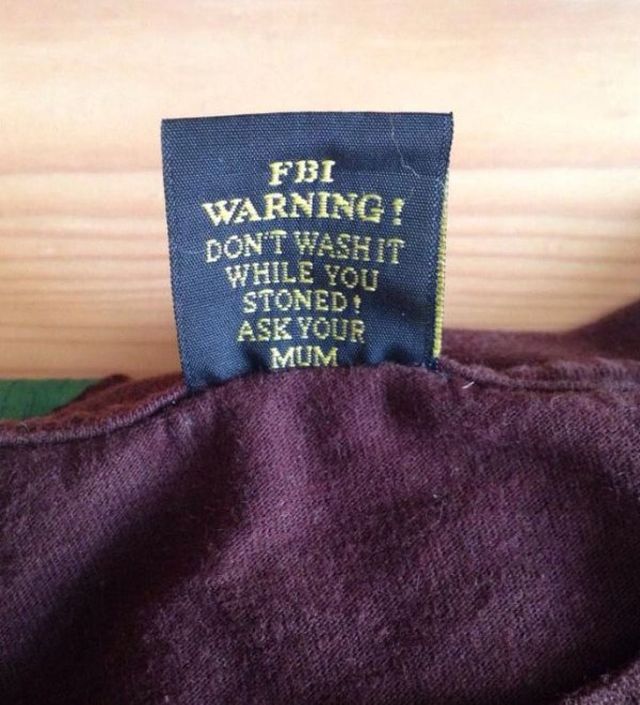 FBI
WARNING!
DON'T WASH IT
WHILE YOU
STONED!
ASK YOUR
MUM